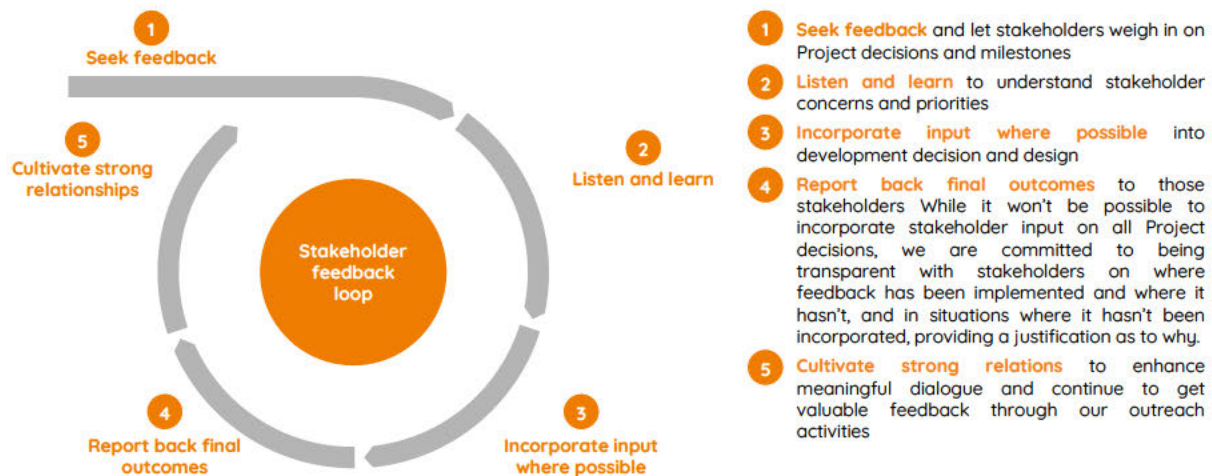 1
Seek feedback
2
Listen and learn
3
Incorporate input
where possible
4
Report back final
outcomes
5
Cultivate strong
relationships
Stakeholder
feedback
loop
1 Seek feedback and let stakeholders weigh in on
Project decisions and milestones
2 Listen and learn to understand stakeholder
concerns and priorities
3 Incorporate input where possible into
development decision and design
4 Report back final outcomes to those
stakeholders While it won't be possible to
incorporate stakeholder input on all Project
decisions, we are committed to being
transparent with stakeholders on where
feedback has been implemented and where it
hasn't, and in situations where it hasn't been
incorporated, providing a justification as to why.
5 Cultivate strong relations to enhance
meaningful dialogue and continue to get
valuable feedback through our outreach
activities